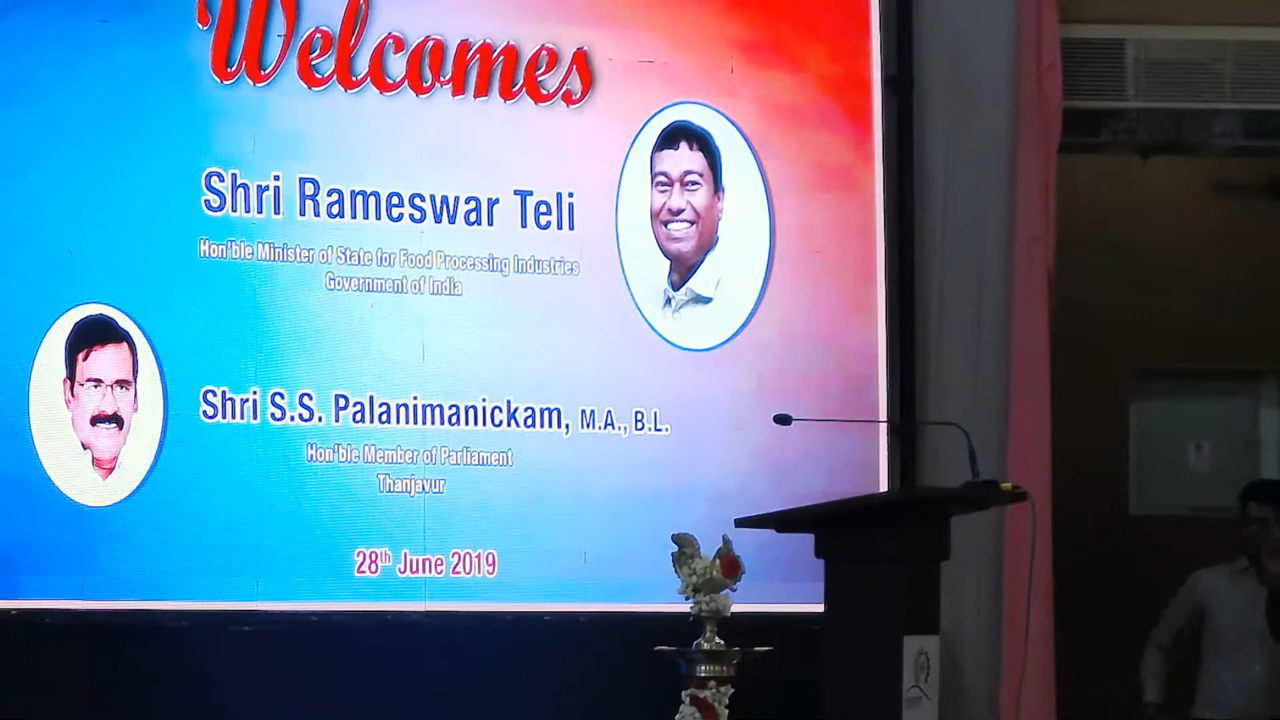 Welcomes
Shri Rameswar Teli
Hon'ble Minister of State for Food Processing Industries
Government of India
Shri S.S. Palanimanickam, M.A., B.L.
Hon'ble Member of Parliament
Thanjavur
28th June 2019